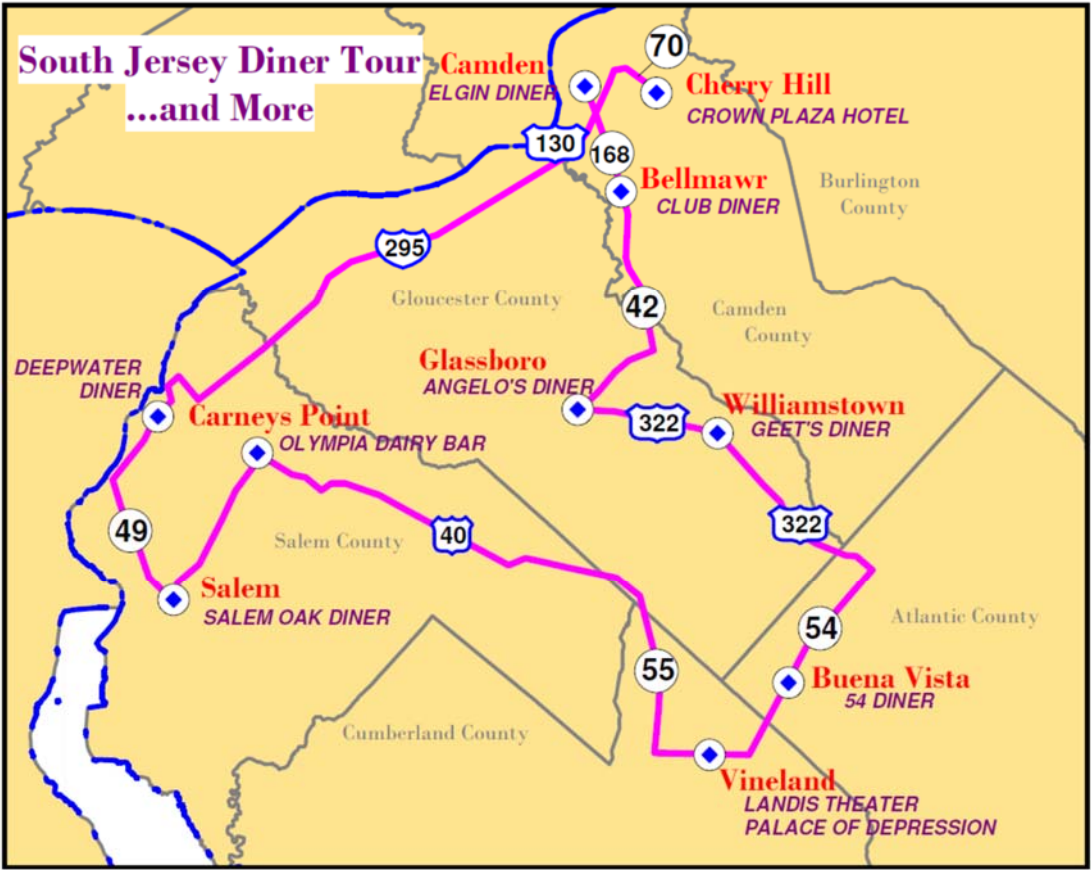 South Jersey Diner Tour
...and More
Camden
ELGIN DINER
70
Cherry Hill
CROWN PLAZA HOTEL
130
168
Bellmawr
CLUB DINER
Burlington
County
295
Gloucester County
42
Camden
County
DEEPWATER
DINER
Glassboro
ANGELO'S DINER
Carneys Point
OLYMPIA DAIRY BAR
322
Williamstown
GEET'S DINER
49
Salem County
40
322
Salem
SALEM OAK DINER
54
Atlantic County
55
Buena Vista
54 DINER
Cumberland County
Vineland
LANDIS THEATER
PALACE OF DEPRESSION